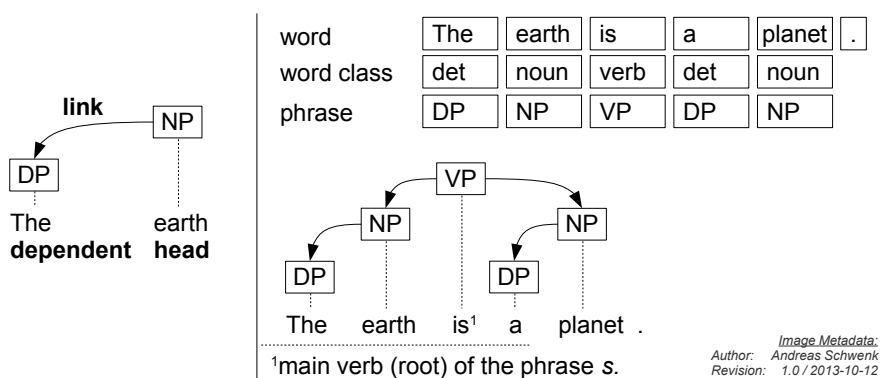 link
NP
DP
The earth
dependent head
word The earth is a planet .
word class det noun verb det noun
phrase DP NP VP DP NP
VP
NP NP
DP DP
The earth is¹ a planet .
¹main verb (root) of the phrase s.
Image Metadata:
Author: Andreas Schwenk
Revision: 1.0 / 2013-10-12